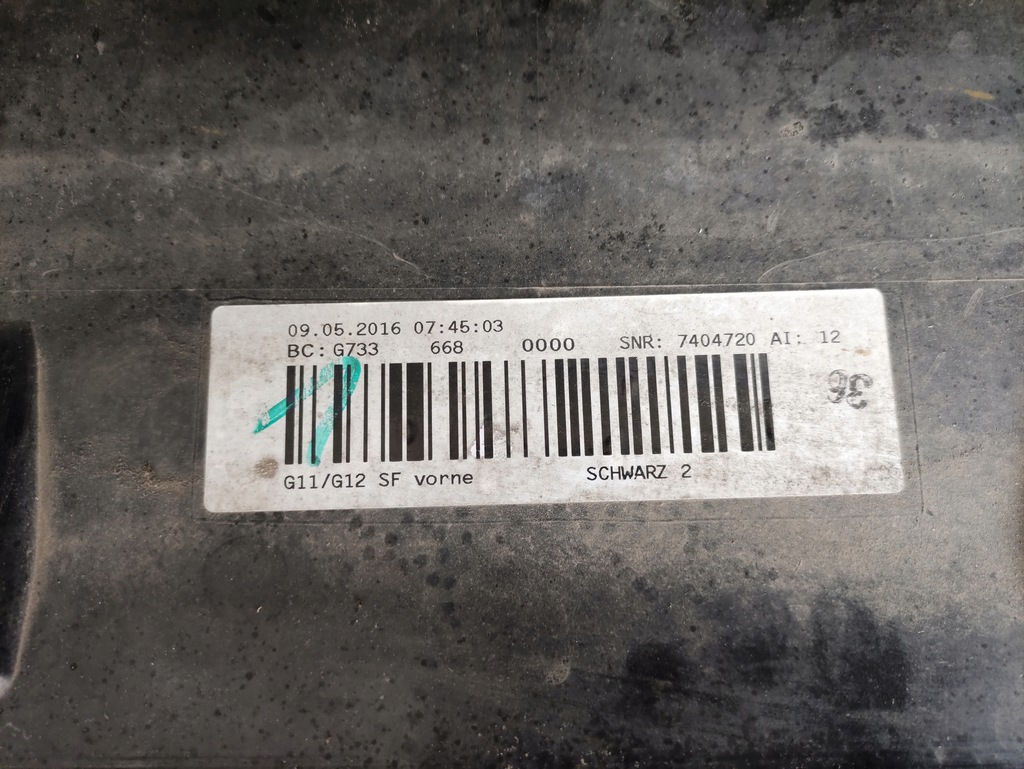 09.05.2016 07:45:03
BC: G733 668 0000 SNR: 7404720 AI: 12
36
G11/G12 SF vorne SCHWARZ 2